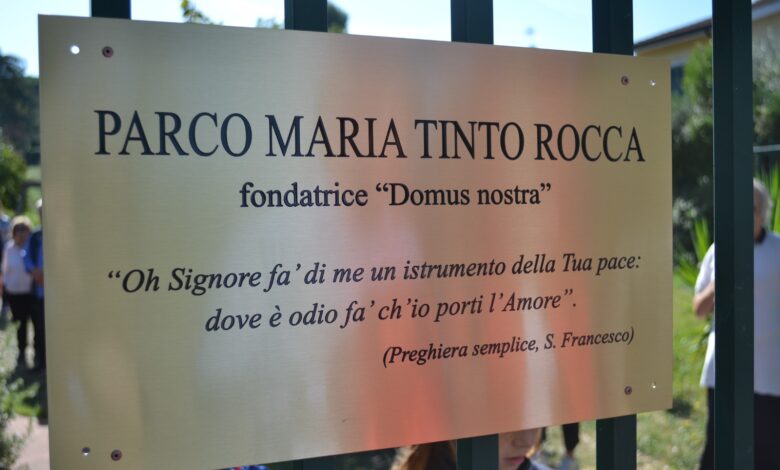 PARCO MARIA TINTO ROCCA
fondatrice “Domus nostra”
“Oh Signore fa’ di me un istrumento della Tua pace:
dove è odio fa’ ch’io porti l’Amore”.
(Preghiera semplice, S. Francesco)